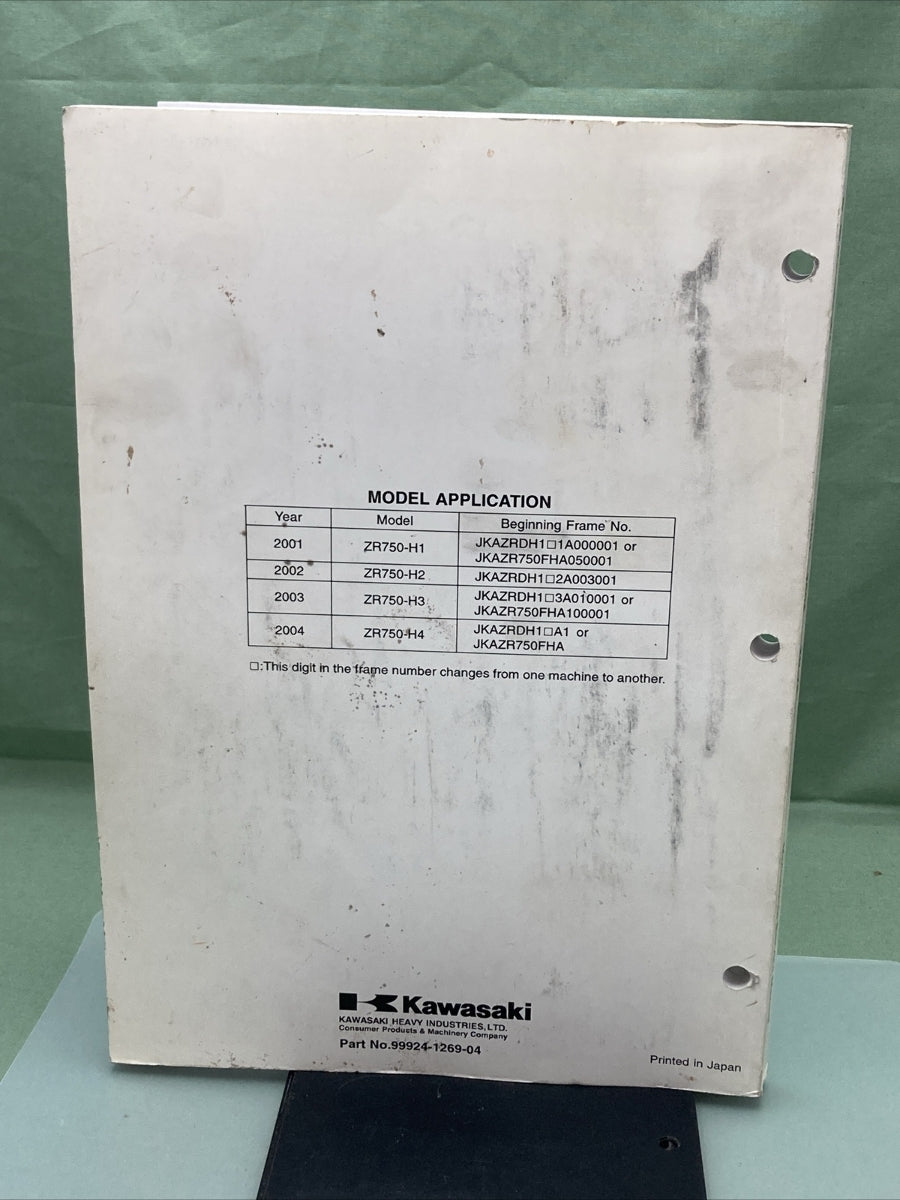 MODEL APPLICATION
Year Model Beginning Frame No.
2001 ZR750-H1 JKAZRDH1□1A000001 or
JKAZR750FHA050001
2002 ZR750-H2 JKAZRDH1□2A003001
2003 ZR750-H3 JKAZRDH1□3A010001 or
JKAZR750FHA100001
2004 ZR750-H4 JKAZRDH1□A1 or
JKAZR750FHA
□:This digit in the frame number changes from one machine to another.
Kawasaki
KAWASAKI HEAVY INDUSTRIES, LTD.
Consumer Products & Machinery Company
Part No.99924-1269-04
Printed in Japan